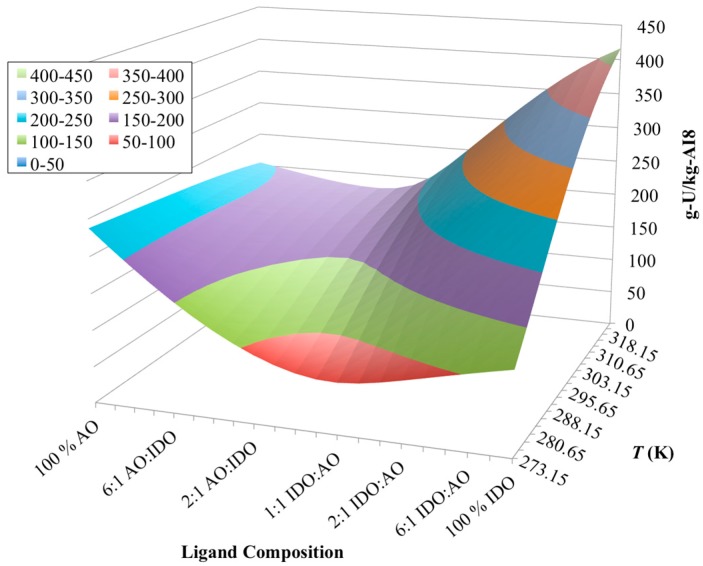 400-450 350-400
300-350 250-300
200-250 150-200
100-150 50-100
0-50
450
400
350
300
250
200
150
100
50
0
g-U/kg-AI8
318.15
310.65
303.15
295.65
288.15
280.65
273.15
T (K)
100 % AO
6:1 AO:IDO
2:1 AO:IDO
1:1 IDO:AO
2:1 IDO:AO
6:1 IDO:AO
100 % IDO
Ligand Composition